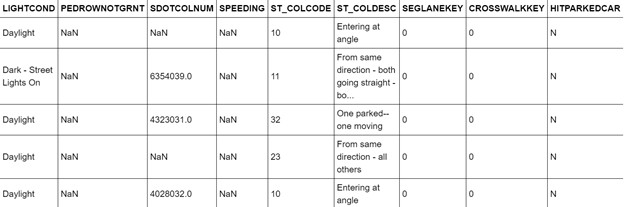 LIGHTCOND PEDROWNOTGRNT SDOTCOLNUM SPEEDING ST_COLCODE ST_COLDESC SEGLANEKEY CROSSWALKKEY HITPARKEDCAR
Daylight NaN NaN NaN 10 Entering at angle 0 0 N
Dark - Street Lights On NaN 6354039.0 NaN 11 From same direction - both going straight - bo... 0 0 N
Daylight NaN 4323031.0 NaN 32 One parked--one moving 0 0 N
Daylight NaN NaN NaN 23 From same direction - all others 0 0 N
Daylight NaN 4028032.0 NaN 10 Entering at angle 0 0 N